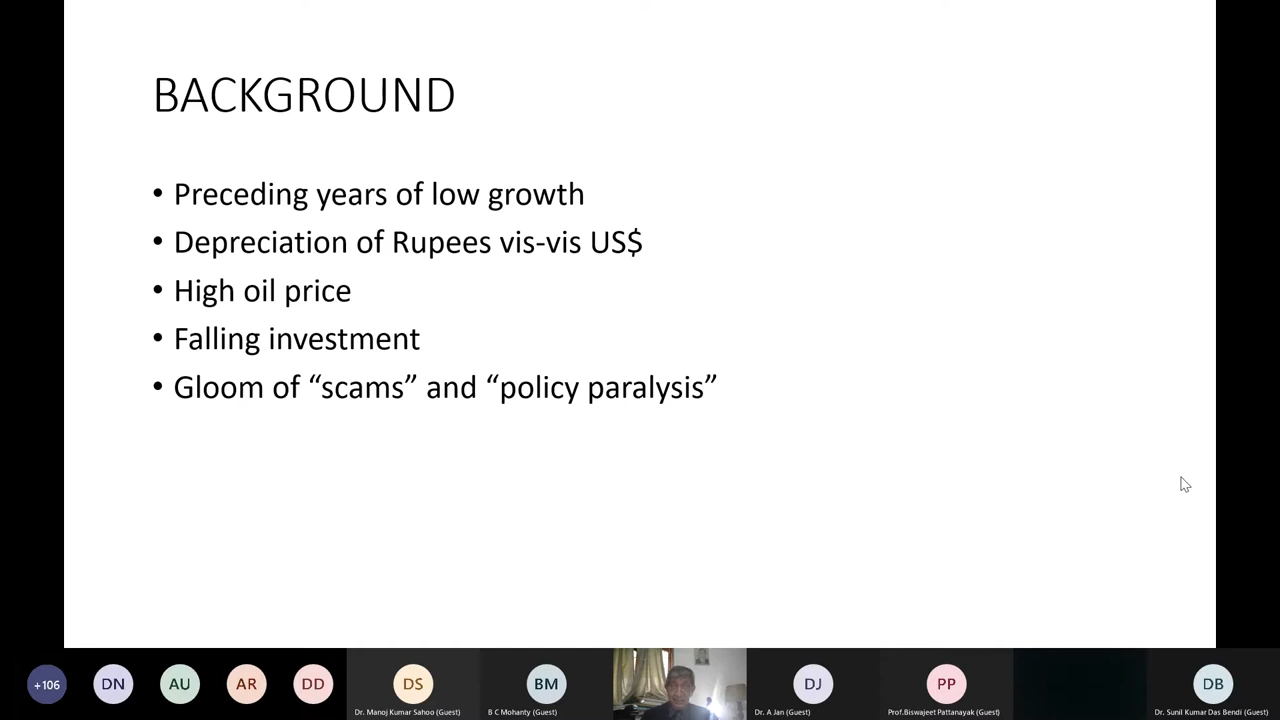 BACKGROUND
• Preceding years of low growth
• Depreciation of Rupees vis-vis US$
• High oil price
• Falling investment
• Gloom of “scams” and “policy paralysis”
+106
DN
AU
AR
DD
DS
BM
DJ
PP
DB
Dr. Manoj Kumar Sahoo (Guest)
B C Mohanty (Guest)
Dr. A Jan (Guest)
Prof.Biswajeet Pattanayak (Guest)
Dr. Sunil Kumar Das Bendi (Guest)